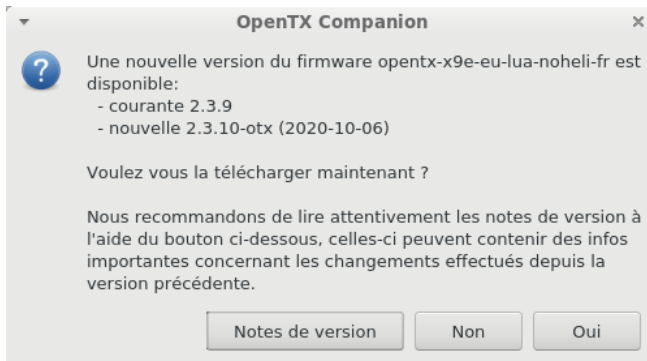 OpenTX Companion
Une nouvelle version du firmware opentx-x9e-eu-lua-noheli-fr est
disponible:
- courante 2.3.9
- nouvelle 2.3.10-otx (2020-10-06)
Voulez vous la télécharger maintenant ?
Nous recommandons de lire attentivement les notes de version à
l'aide du bouton ci-dessous, celles-ci peuvent contenir des infos
importantes concernant les changements effectués depuis la
version précédente.
Notes de version
Non
Oui